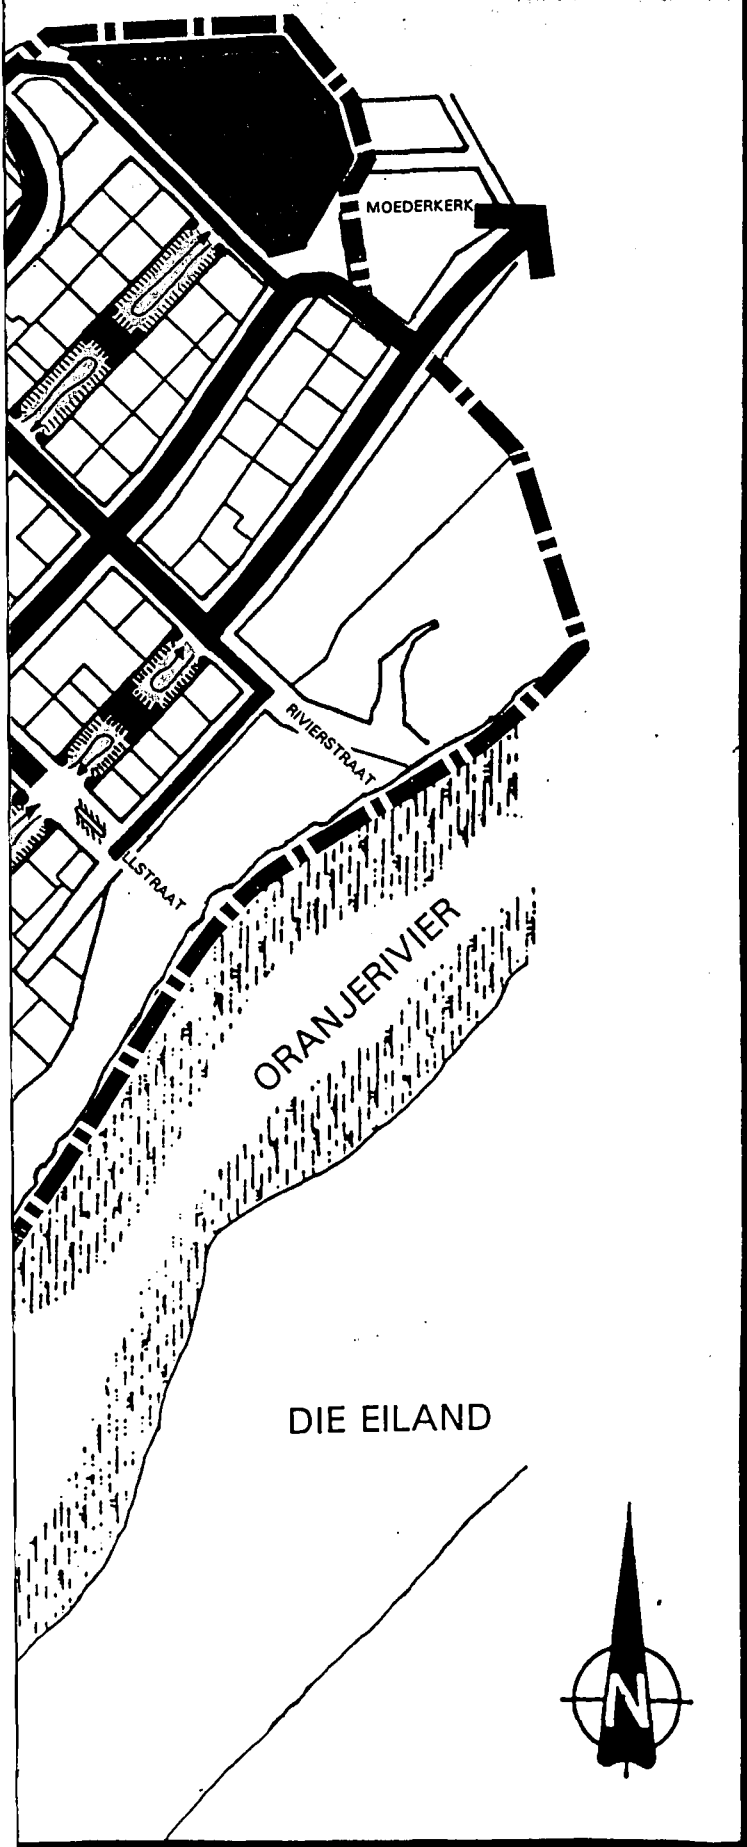 MOEDERKERK
RIVIERSTRAAT
LLSTRAAT
ORANJERIVIER
DIE EILAND
N